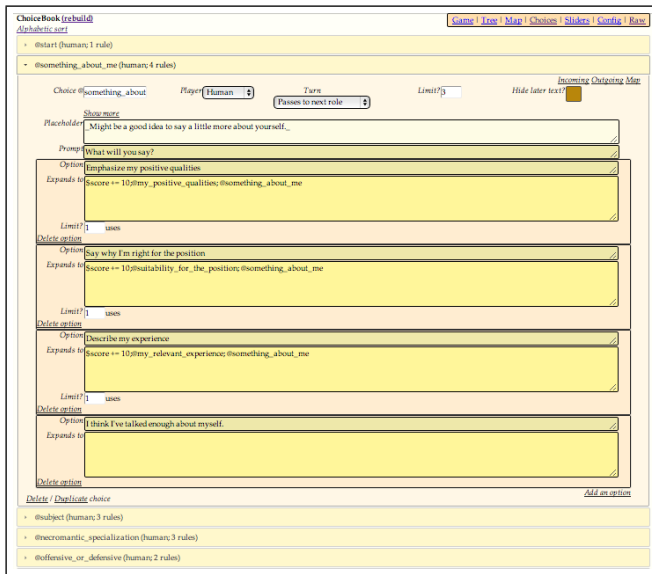 ChoiceBook (rebuild)
Game | Tree | Map | Choices | Sliders | Config | Raw
Alphabetic sort
@start (human; 1 rule)
@something_about_me (human; 4 rules)
Incoming Outgoing Map
Choice @ something_about Player Human Turn Passes to next role Limit? 3 Hide later text?
Show more
Placeholder _Might be a good idea to say a little more about yourself._
Prompt What will you say?
Option Emphasize my positive qualities
Expands to $score += 10;@my_positive_qualities; @something_about_me
Limit? 1 uses
Delete option
Option Say why I'm right for the position
Expands to $score += 10;@suitability_for_the_position; @something_about_me
Limit? 1 uses
Delete option
Option Describe my experience
Expands to $score += 10;@my_relevant_experience; @something_about_me
Limit? 1 uses
Delete option
Option I think I've talked enough about myself.
Expands to
Delete option
Add an option
Delete / Duplicate choice
@subject (human; 3 rules)
@necromantic_specialization (human; 3 rules)
@offensive_or_defensive (human; 2 rules)